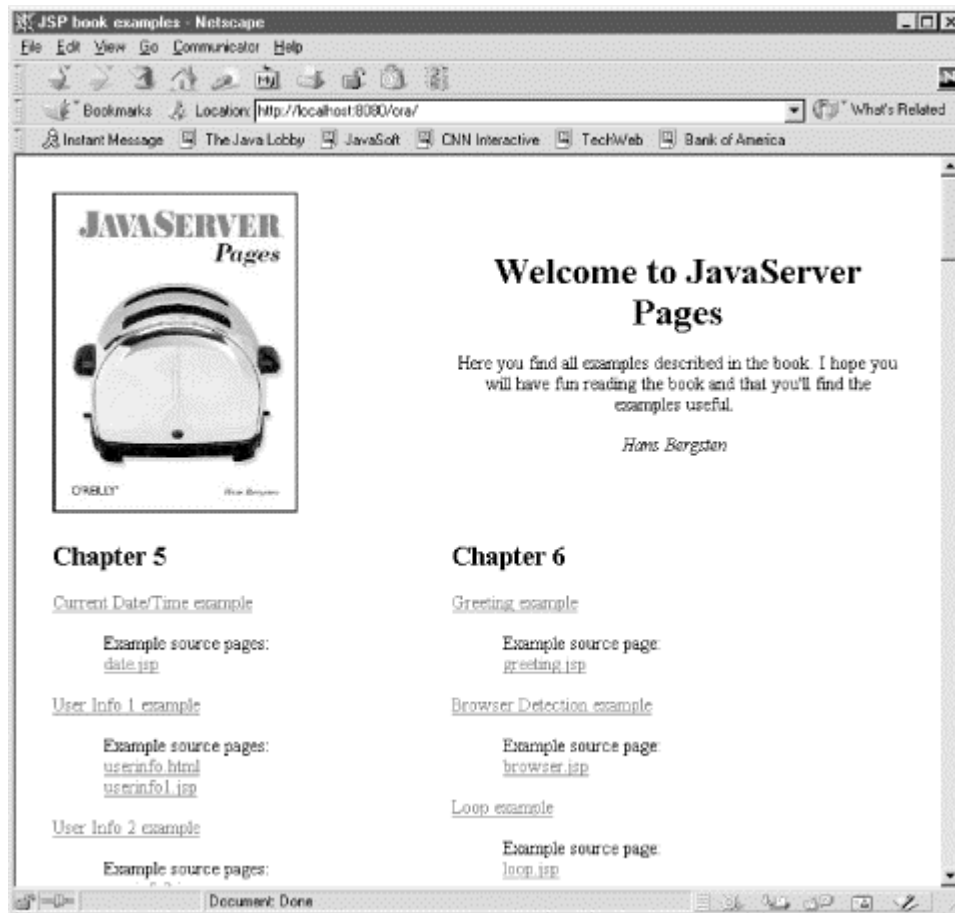 JSP book examples - Netscape
File Edit View Go Communicator Help
My
N
Bookmarks Location: http://localhost:8080/ora/ What's Related
Instant Message The Java Lobby JavaSoft CNN Interactive TechWeb Bank of America
JAVASERVER
Pages
O'REILLY® Hans Bergsten
Welcome to JavaServer
Pages
Here you find all examples described in the book. I hope you
will have fun reading the book and that you'll find the
examples useful.
Hans Bergsten
Chapter 5
Current Date/Time example
Example source pages:
date.jsp
User Info 1 example
Example source pages:
userinfo.html
userinfo1.jsp
User Info 2 example
Example source pages:
Chapter 6
Greeting example
Example source page:
greeting.jsp
Browser Detection example
Example source page:
browser.jsp
Loop example
Example source page:
loop.jsp
Document: Done